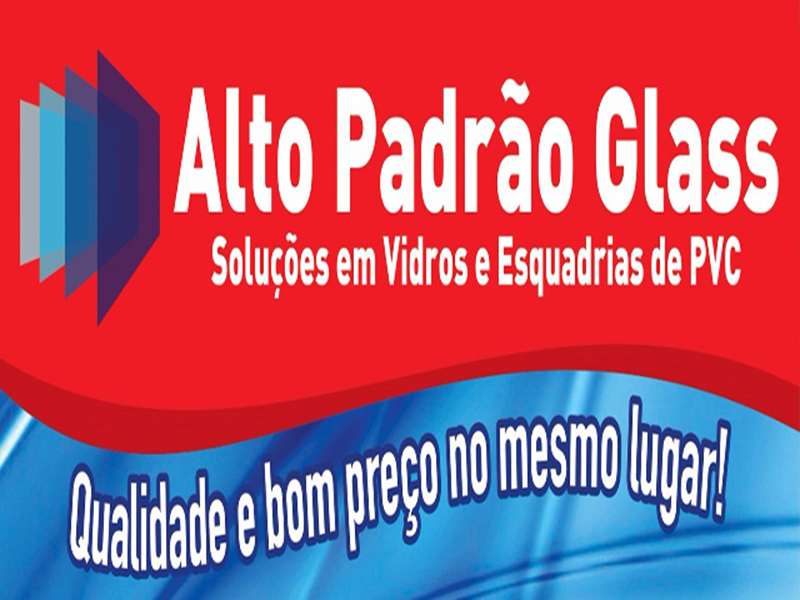 Alto Padrão Glass
Soluções em Vidros e Esquadrias de PVC
Qualidade e bom preço no mesmo lugar!